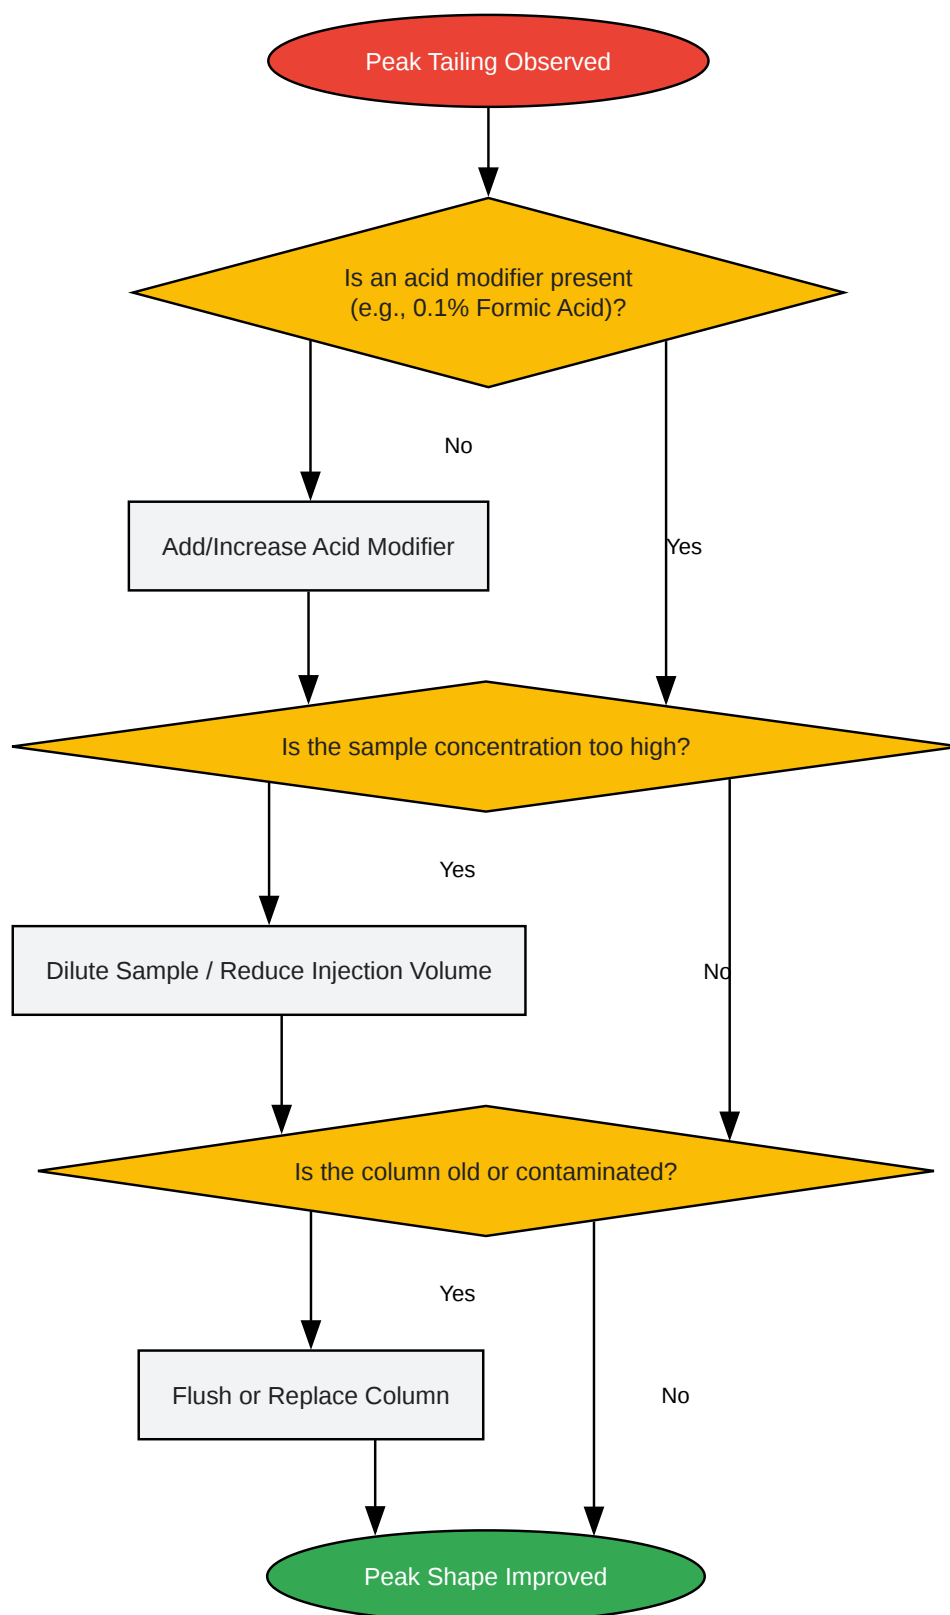 Peak Tailing Observed
Is an acid modifier present
(e.g., 0.1% Formic Acid)?
No
Add/Increase Acid Modifier
Yes
Is the sample concentration too high?
Yes
Dilute Sample / Reduce Injection Volume
No
Is the column old or contaminated?
Yes
Flush or Replace Column
No
Peak Shape Improved